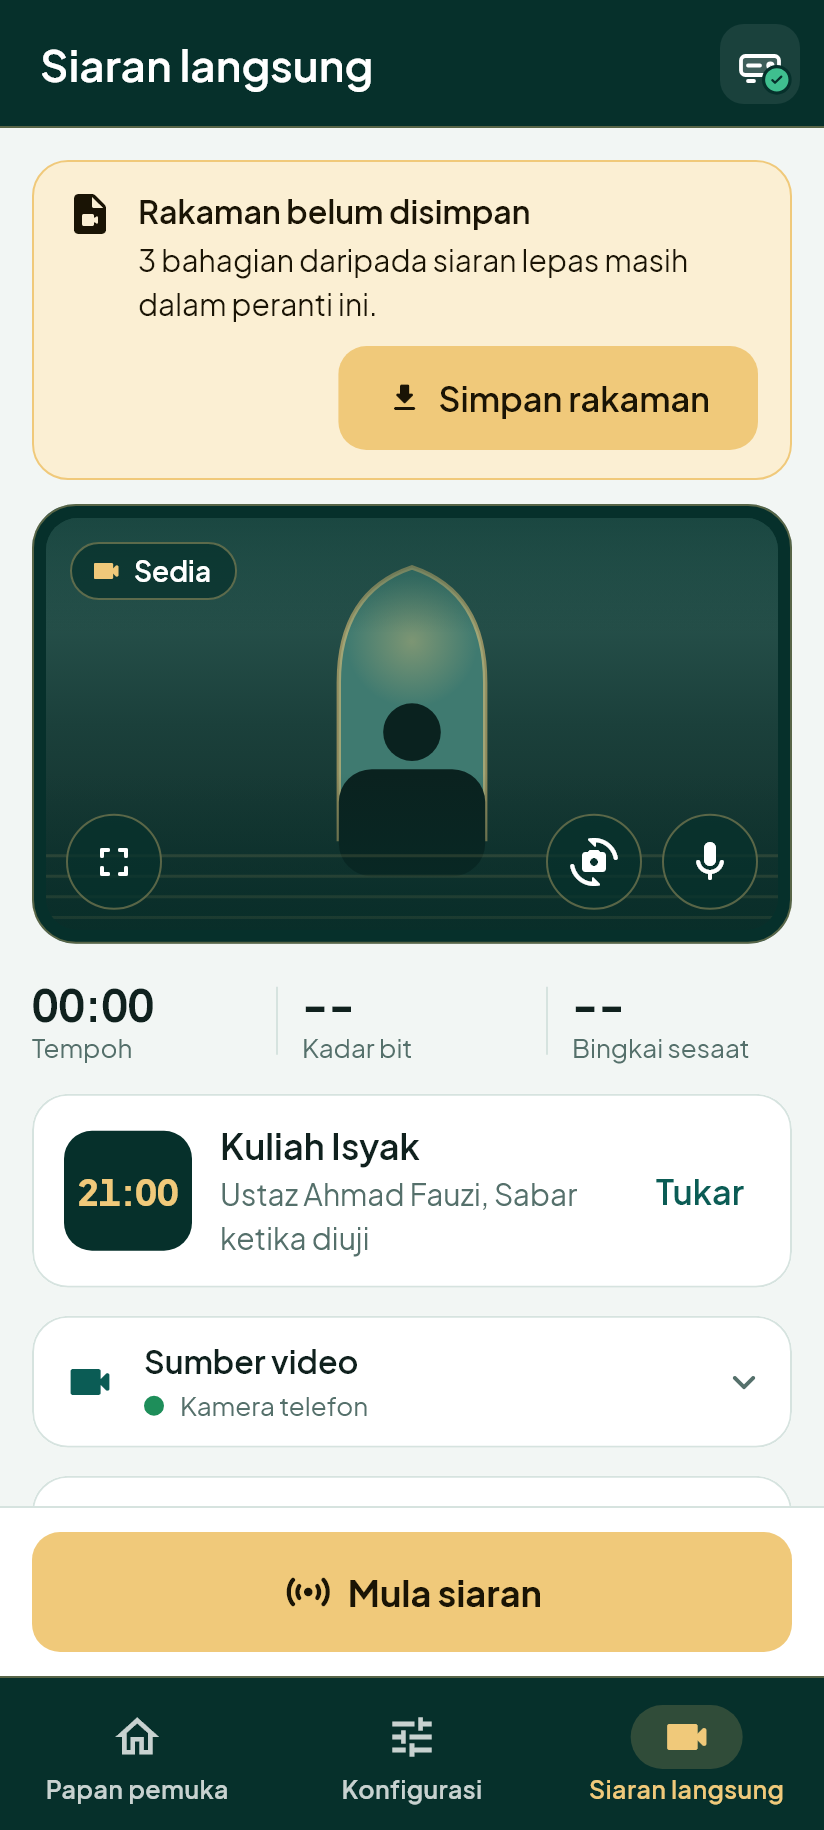 Siaran langsung
Rakaman belum disimpan
3 bahagian daripada siaran lepas masih
dalam peranti ini.
Simpan rakaman
Sedia
00:00
Tempoh
--
Kadar bit
--
Bingkai sesaat
21:00
Kuliah Isyak
Ustaz Ahmad Fauzi, Sabar
ketika diuji
Tukar
Sumber video
Kamera telefon
Mula siaran
Papan pemuka
Konfigurasi
Siaran langsung